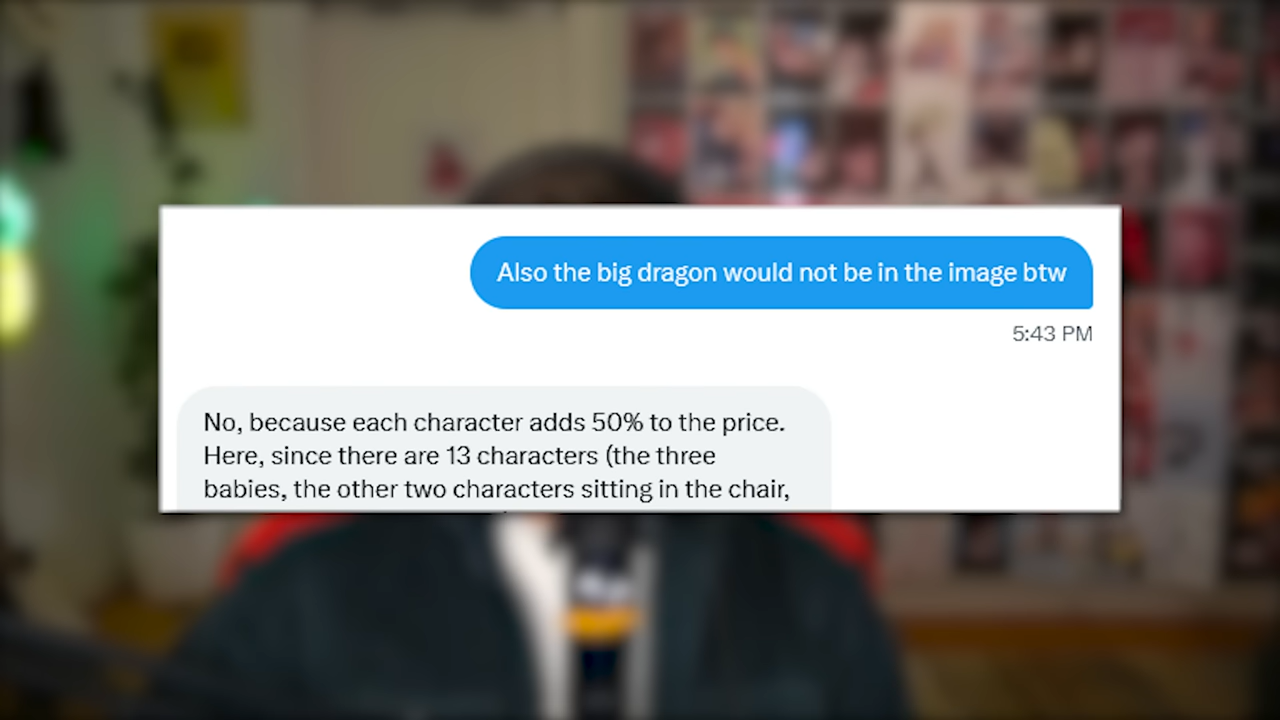 Also the big dragon would not be in the image btw
5:43 PM
No, because each character adds 50% to the price.
Here, since there are 13 characters (the three
babies, the other two characters sitting in the chair,